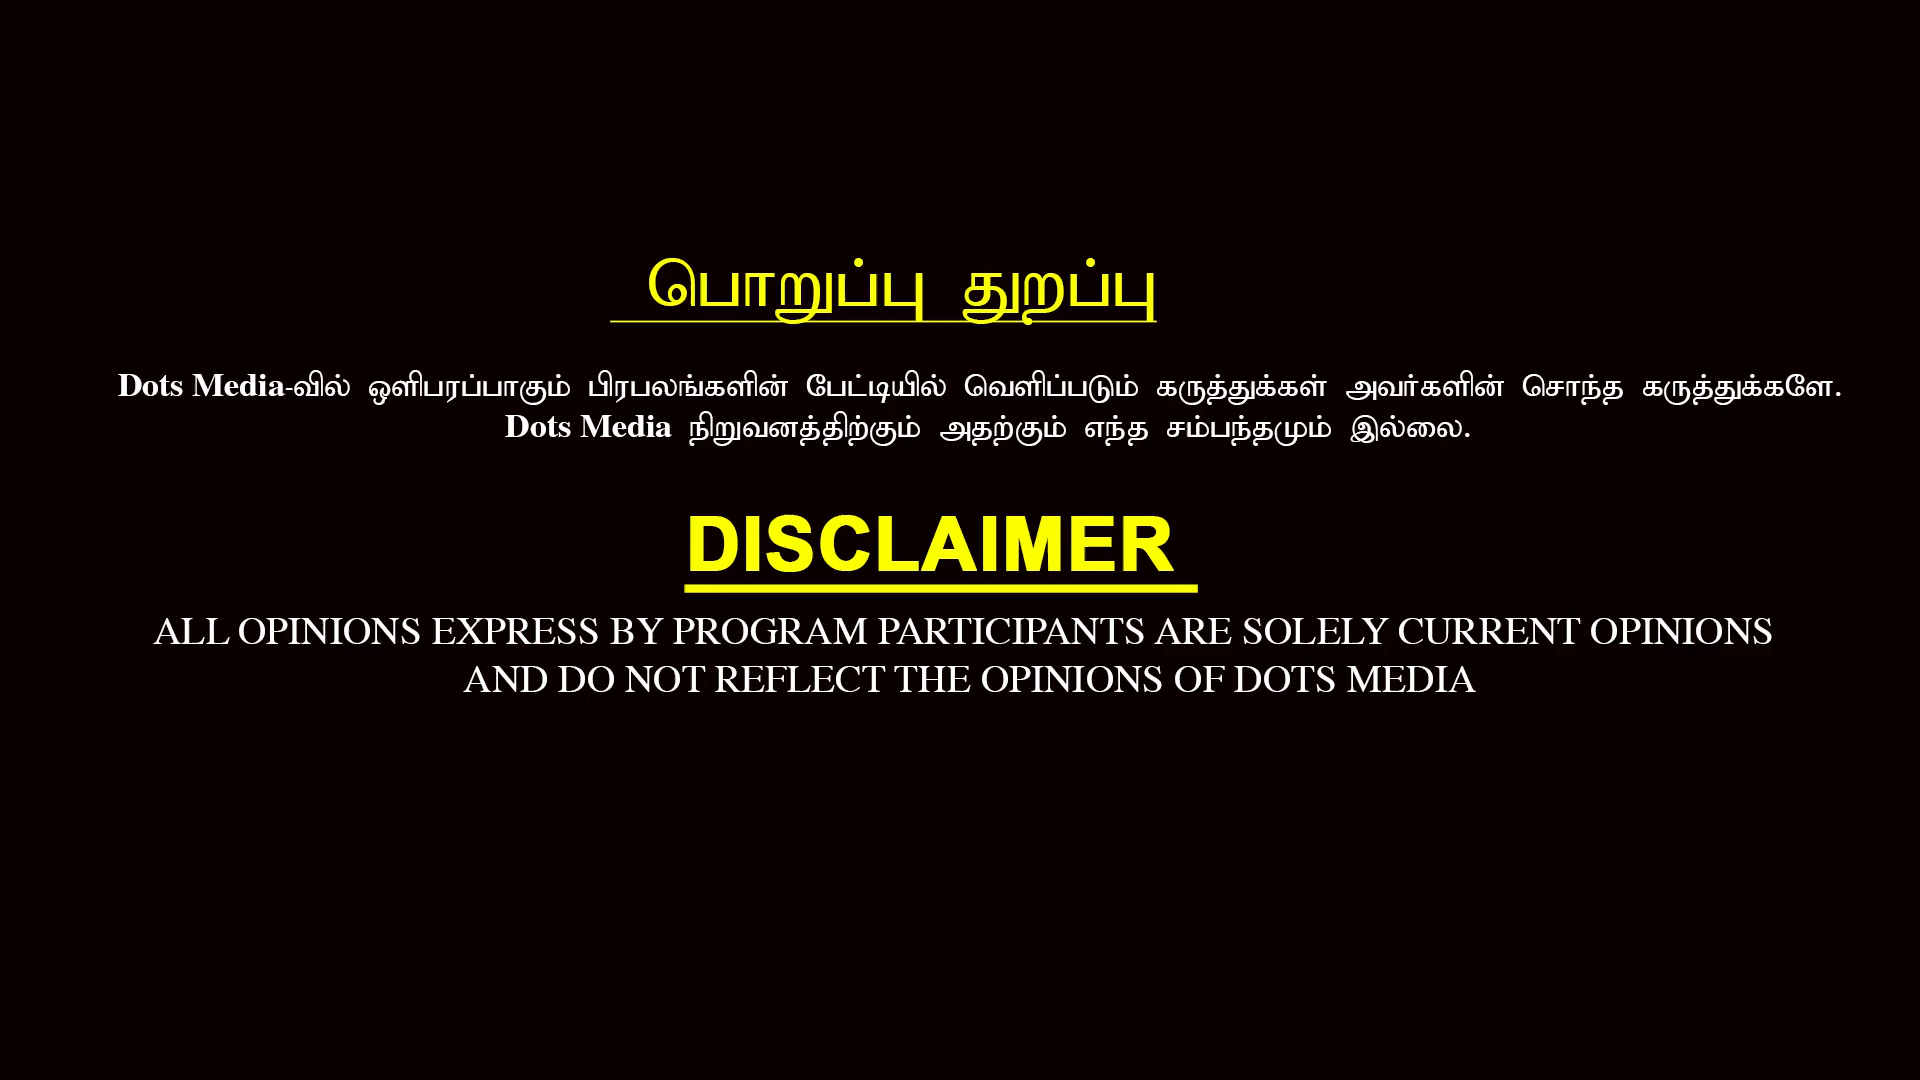 பொறுப்பு துறப்பு
Dots Media-வில் ஒளிபரப்பாகும் பிரபலங்களின் பேட்டியில் வெளிப்படும் கருத்துக்கள் அவர்களின் சொந்த கருத்துக்களே.
Dots Media நிறுவனத்திற்கும் அதற்கும் எந்த சம்பந்தமும் இல்லை.
DISCLAIMER
ALL OPINIONS EXPRESS BY PROGRAM PARTICIPANTS ARE SOLELY CURRENT OPINIONS
AND DO NOT REFLECT THE OPINIONS OF DOTS MEDIA